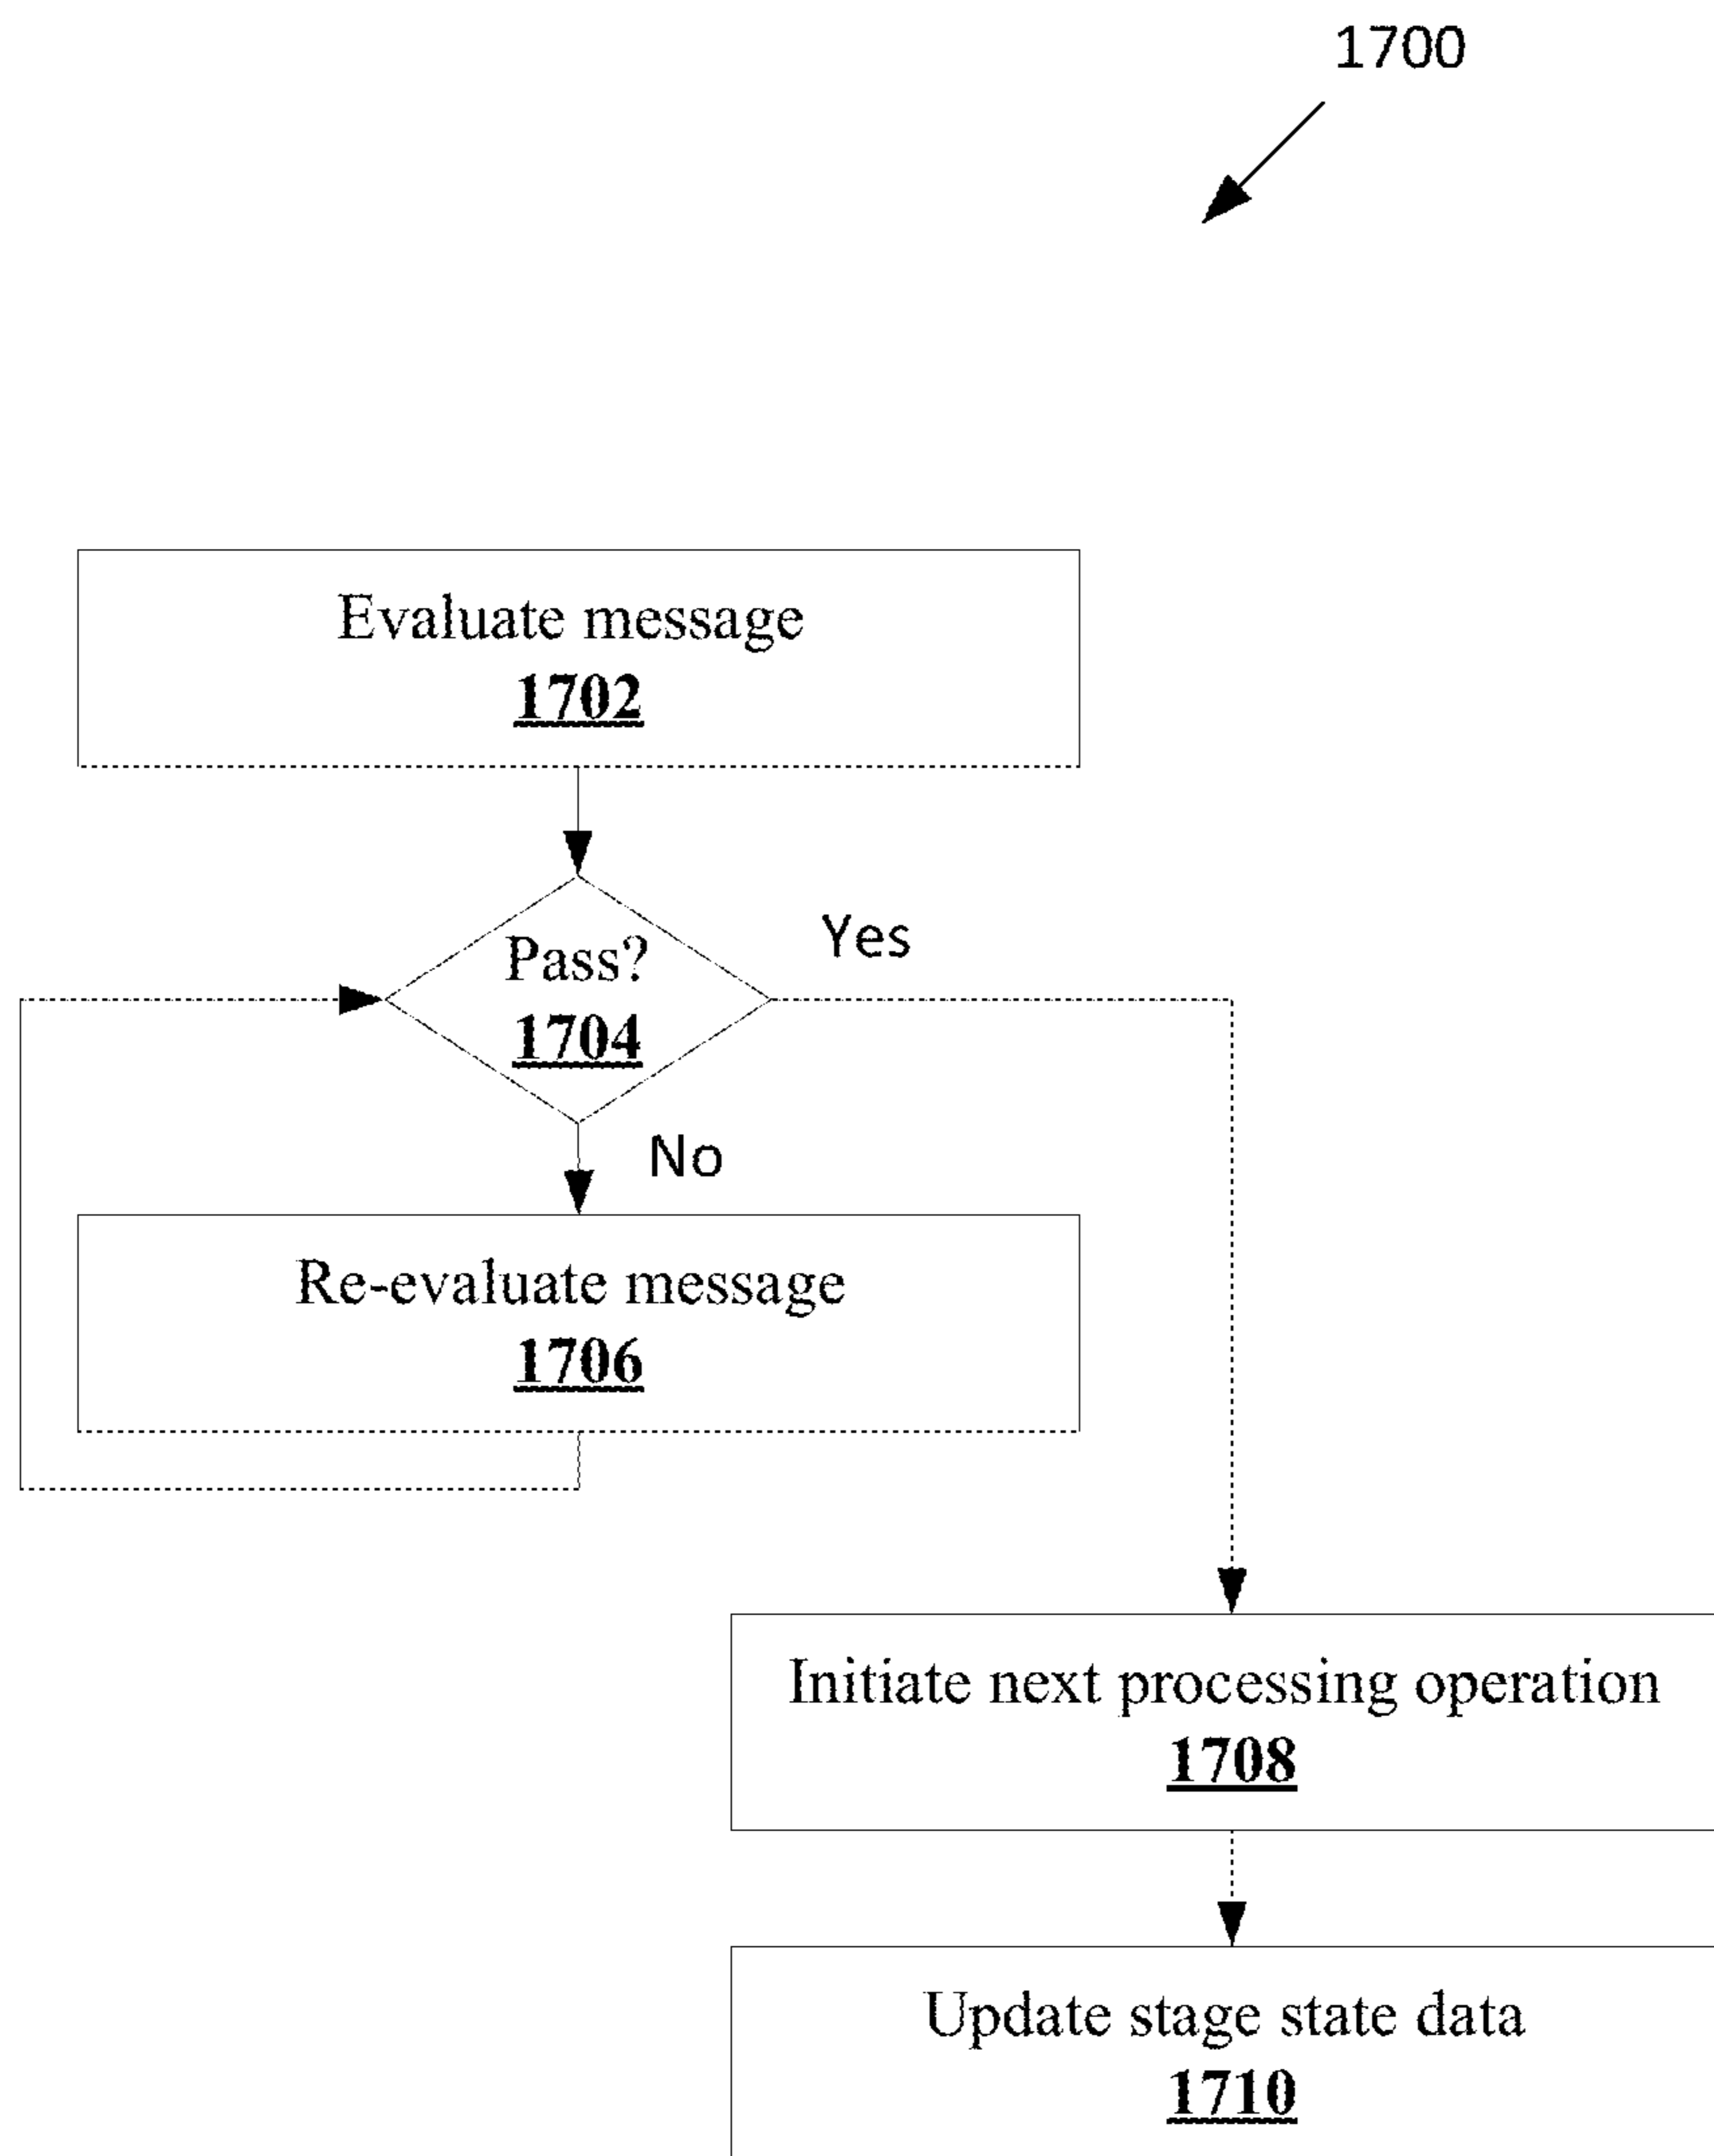 1700
Evaluate message
1702
Pass?
1704
Yes
No
Re-evaluate message
1706
Initiate next processing operation
1708
Update stage state data
1710